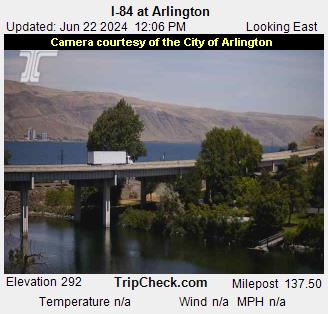 I-84 at Arlington
Updated: Jun 22 2024 12:06 PM Looking East
Camera courtesy of the City of Arlington
Elevation 292 TripCheck.com Milepost 137.50
Temperature n/a Wind n/a MPH n/a